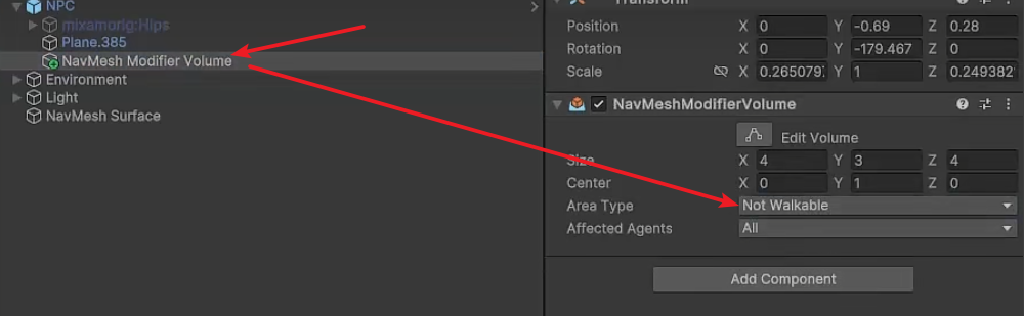 NPC
mixamorig:Hips
Plane.385
NavMesh Modifier Volume
Environment
Light
NavMesh Surface
Transform
Position X 0 Y -0.69 Z 0.28
Rotation X 0 Y -179.467 Z 0
Scale X 0.265079 Y 1 Z 0.249382
NavMeshModifierVolume
Edit Volume
Size X 4 Y 3 Z 4
Center X 0 Y 1 Z 0
Area Type Not Walkable
Affected Agents All
Add Component